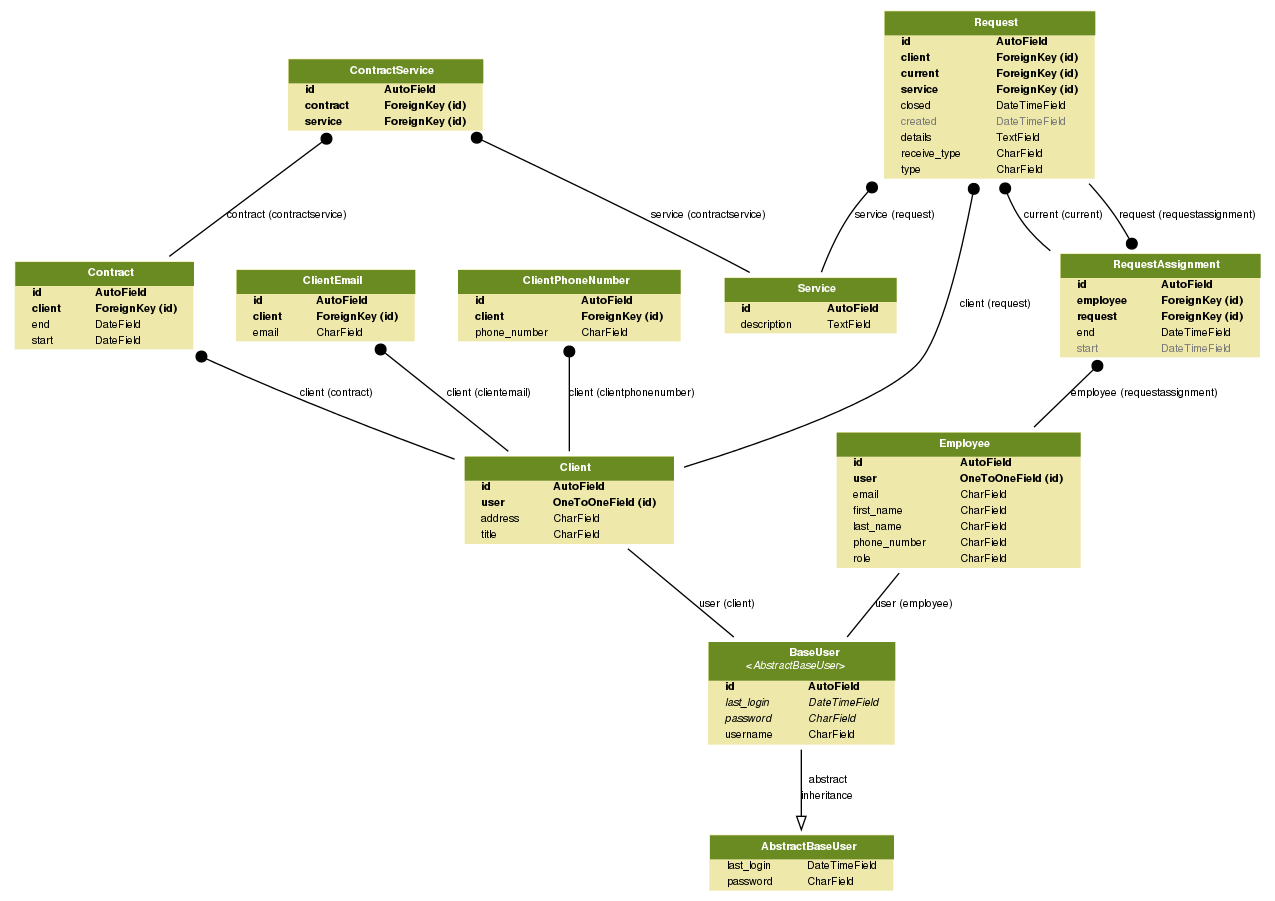 Request
id AutoField
client ForeignKey (id)
current ForeignKey (id)
service ForeignKey (id)
closed DateTimeField
created DateTimeField
details TextField
receive_type CharField
type CharField
ContractService
id AutoField
contract ForeignKey (id)
service ForeignKey (id)
contract (contractservice)
service (contractservice)
service (request)
current (current)
request (requestassignment)
Contract
id AutoField
client ForeignKey (id)
end DateField
start DateField
ClientEmail
id AutoField
client ForeignKey (id)
email CharField
ClientPhoneNumber
id AutoField
client ForeignKey (id)
phone_number CharField
Service
id AutoField
description TextField
client (request)
RequestAssignment
id AutoField
employee ForeignKey (id)
request ForeignKey (id)
end DateTimeField
start DateTimeField
client (contract)
client (clientemail)
client (clientphonenumber)
employee (requestassignment)
Client
id AutoField
user OneToOneField (id)
address CharField
title CharField
Employee
id AutoField
user OneToOneField (id)
email CharField
first_name CharField
last_name CharField
phone_number CharField
role CharField
user (client)
user (employee)
BaseUser
<AbstractBaseUser>
id AutoField
last_login DateTimeField
password CharField
username CharField
abstract
inheritance
AbstractBaseUser
last_login DateTimeField
password CharField